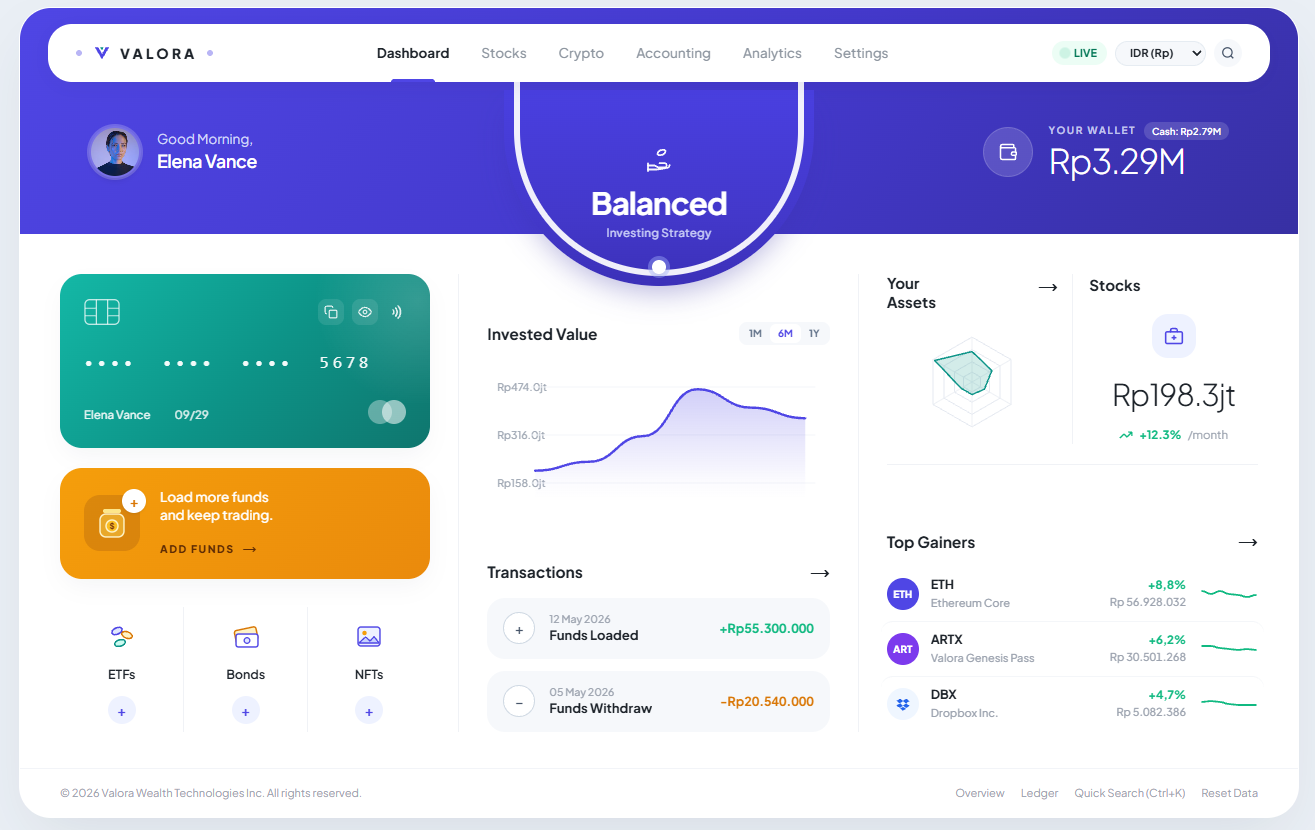 VALORA
Dashboard
Stocks
Crypto
Accounting
Analytics
Settings
LIVE
IDR (Rp)
Good Morning,
Elena Vance
Balanced
Investing Strategy
YOUR WALLET
Cash: Rp2.79M
Rp3.29M
•••• •••• •••• 5678
Elena Vance
09/29
Load more funds
and keep trading.
ADD FUNDS →
ETFs
+
Bonds
+
NFTs
+
Invested Value
1M
6M
1Y
Rp474.0jt
Rp316.0jt
Rp158.0jt
Transactions →
+
12 May 2026
Funds Loaded
+Rp55.300.000
−
05 May 2026
Funds Withdraw
-Rp20.540.000
Your
Assets →
Stocks
Rp198.3jt
+12.3% /month
Top Gainers →
ETH
ETH
Ethereum Core
+8,8%
Rp 56.928.032
ART
ARTX
Valora Genesis Pass
+6,2%
Rp 30.501.268
DBX
Dropbox Inc.
+4,7%
Rp 5.082.386
© 2026 Valora Wealth Technologies Inc. All rights reserved.
Overview
Ledger
Quick Search (Ctrl+K)
Reset Data